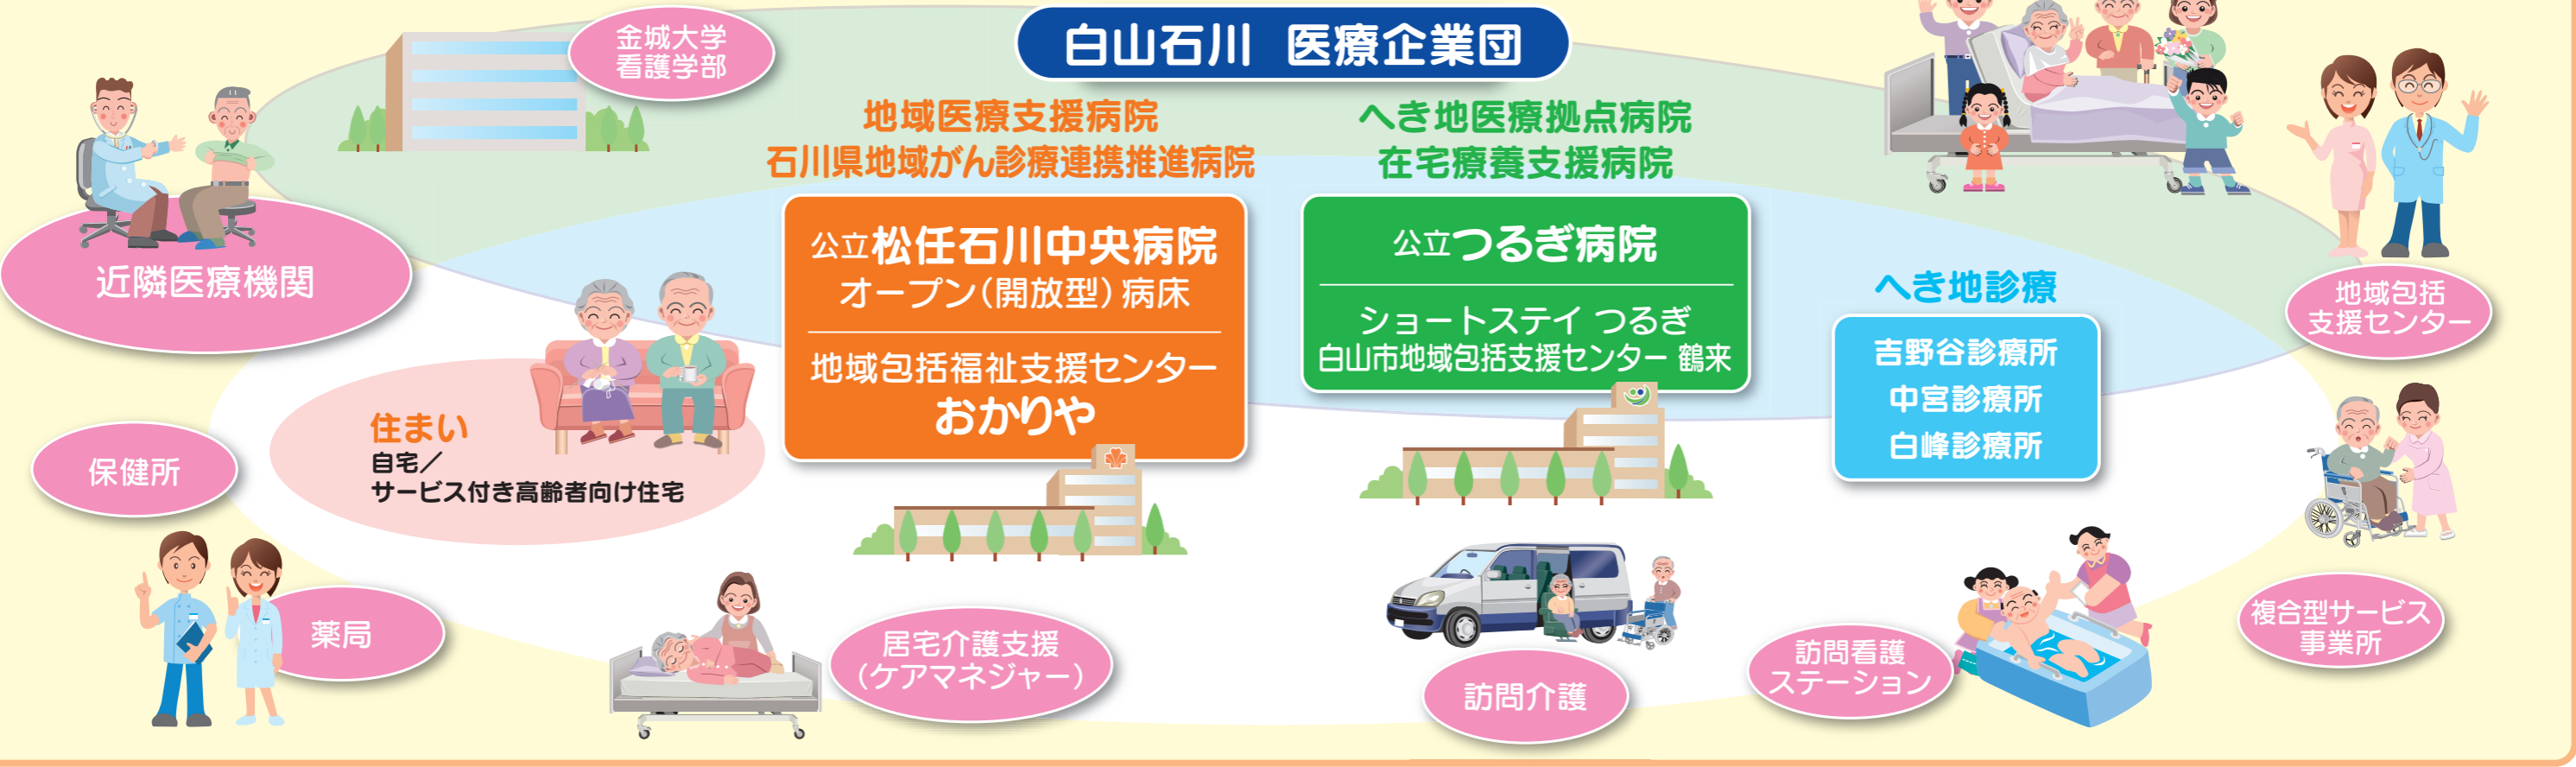 白山石川 医療企業団
金城大学
看護学部
地域医療支援病院
石川県地域がん診療連携推進病院
へき地医療拠点病院
在宅療養支援病院
公立松任石川中央病院
オープン（開放型）病床
地域包括福祉支援センター
おかりや
公立つるぎ病院
ショートステイ つるぎ
白山市地域包括支援センター 鶴来
へき地診療
吉野谷診療所
中宮診療所
白峰診療所
近隣医療機関
地域包括
支援センター
住まい
自宅／
サービス付き高齢者向け住宅
保健所
薬局
居宅介護支援
（ケアマネジャー）
訪問介護
訪問看護
ステーション
複合型サービス
事業所